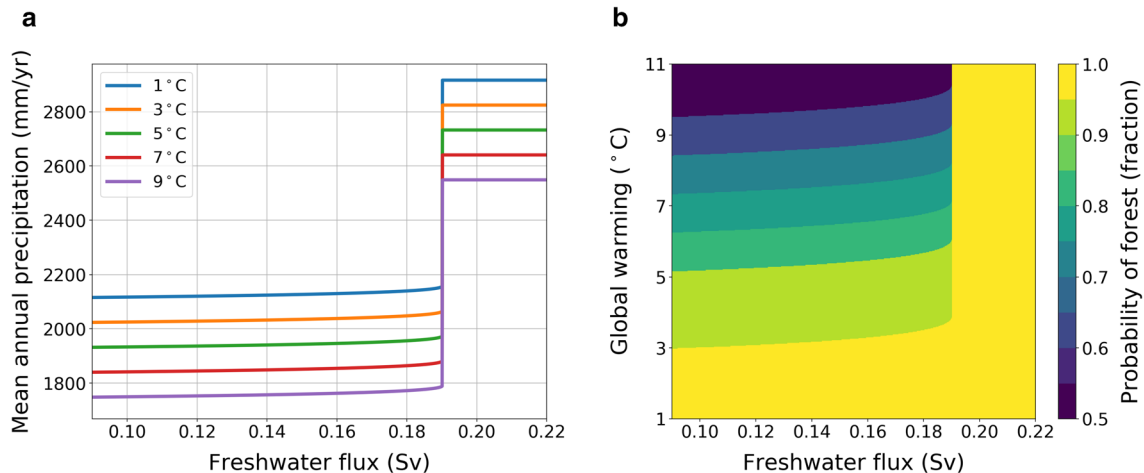 a
Mean annual precipitation (mm/yr)
2800
2600
2400
2200
2000
1800
1 °C
3 °C
5 °C
7 °C
9 °C
0.10 0.12 0.14 0.16 0.18 0.20 0.22
Freshwater flux (Sv)
b
Global warming (°C)
11
9
7
5
3
1
0.10 0.12 0.14 0.16 0.18 0.20 0.22
Freshwater flux (Sv)
1.0
0.9
0.8
0.7
0.6
0.5
Probability of forest (fraction)